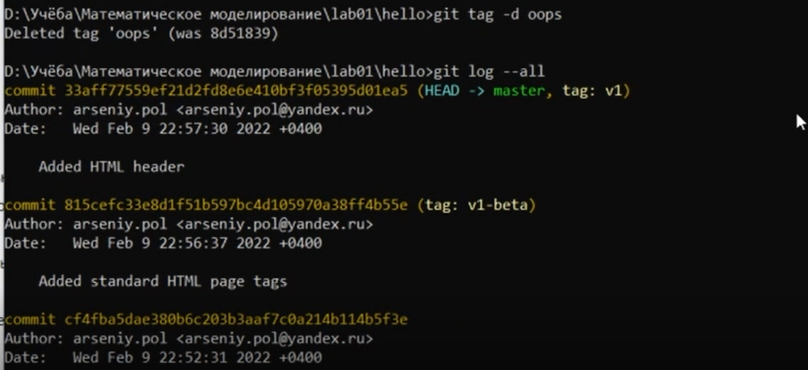 D:\Учёба\Математическое моделирование\lab01\hello>git tag -d oops
Deleted tag 'oops' (was 8d51839)
D:\Учёба\Математическое моделирование\lab01\hello>git log --all
commit 33aff77559ef21d2fd8e6e410bf3f05395d01ea5 (HEAD -> master, tag: v1)
Author: arseniy.pol <arseniy.pol@yandex.ru>
Date:   Wed Feb 9 22:57:30 2022 +0400
Added HTML header
commit 815cefc33e8d1f51b597bc4d105970a38ff4b55e (tag: v1-beta)
Author: arseniy.pol <arseniy.pol@yandex.ru>
Date:   Wed Feb 9 22:56:37 2022 +0400
Added standard HTML page tags
commit cf4fba5dae380b6c203b3aaf7c0a214b114b5f3e
Author: arseniy.pol <arseniy.pol@yandex.ru>
Date:   Wed Feb 9 22:52:31 2022 +0400